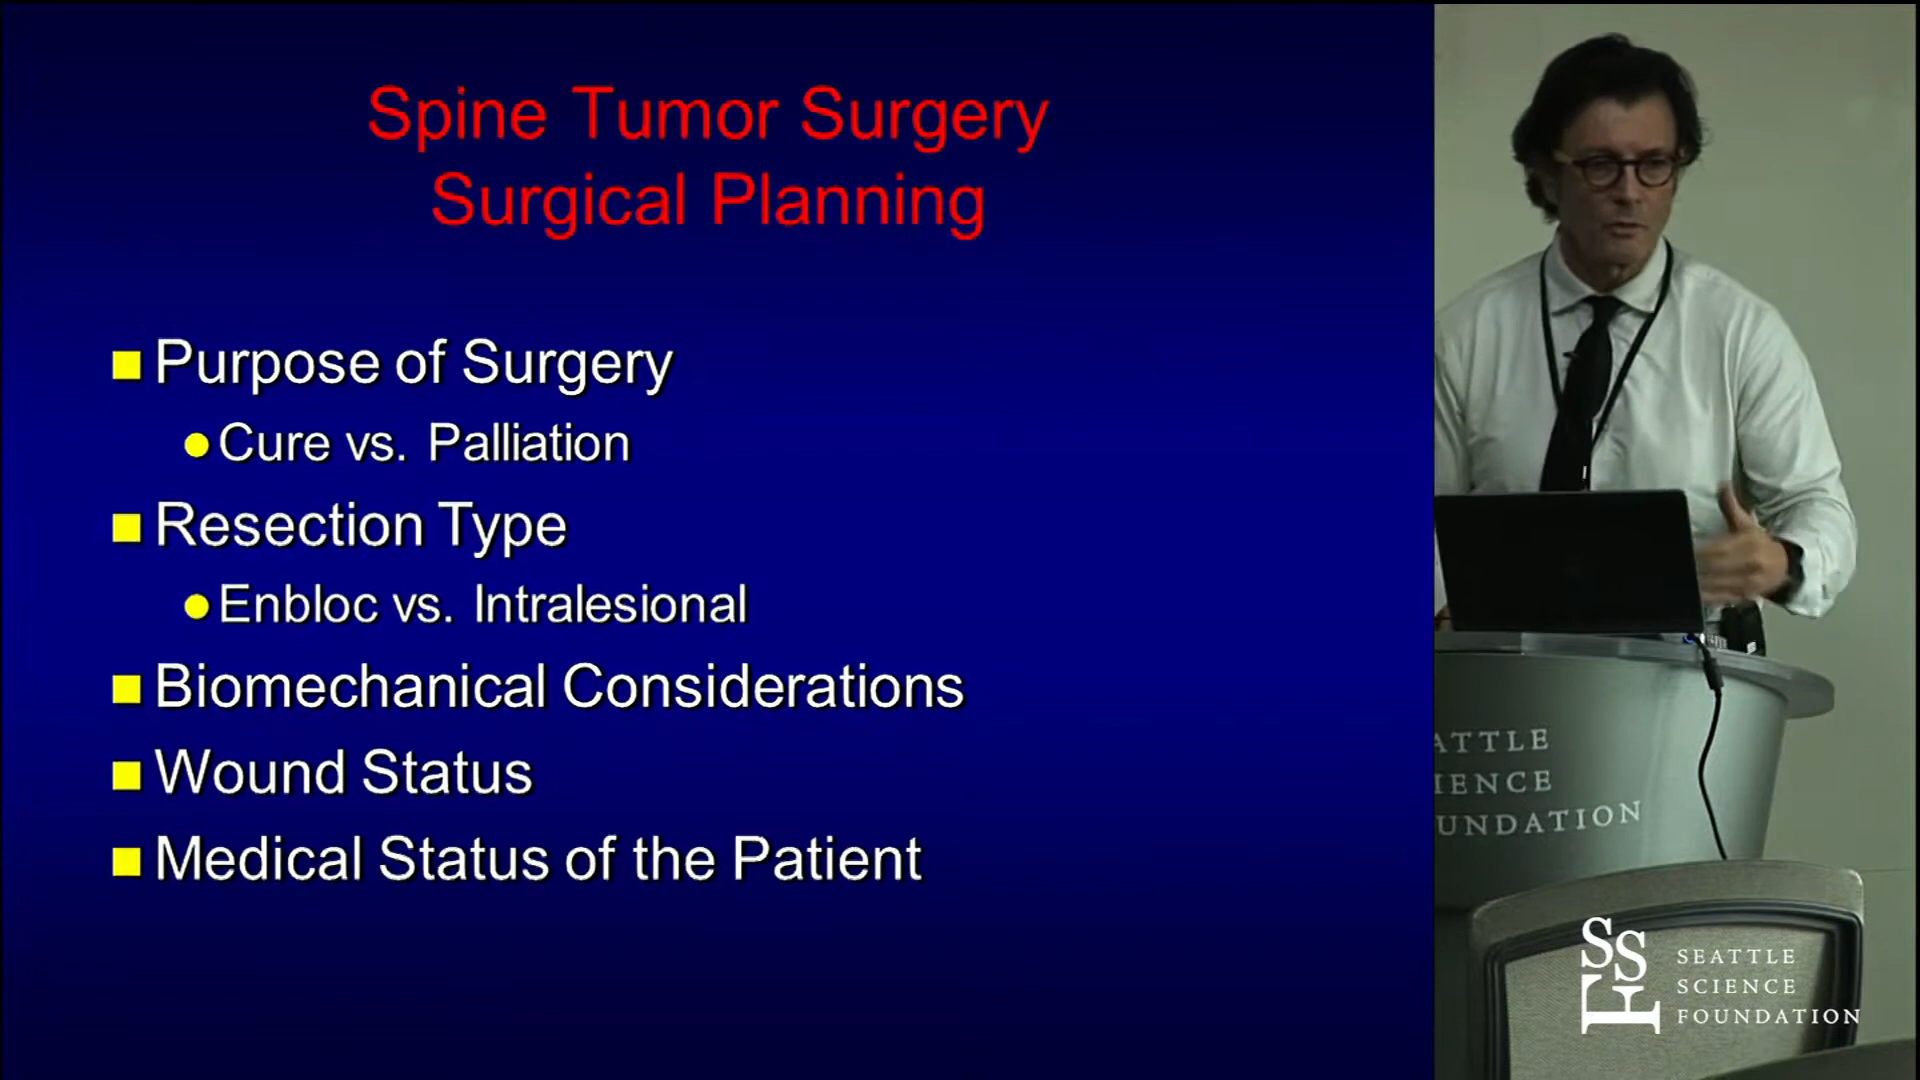 Spine Tumor Surgery
Surgical Planning
Purpose of Surgery
Cure vs. Palliation
Resection Type
Enbloc vs. Intralesional
Biomechanical Considerations
Wound Status
Medical Status of the Patient
ATTLE
IENCE
UNDATION
SSF
SEATTLE
SCIENCE
FOUNDATION